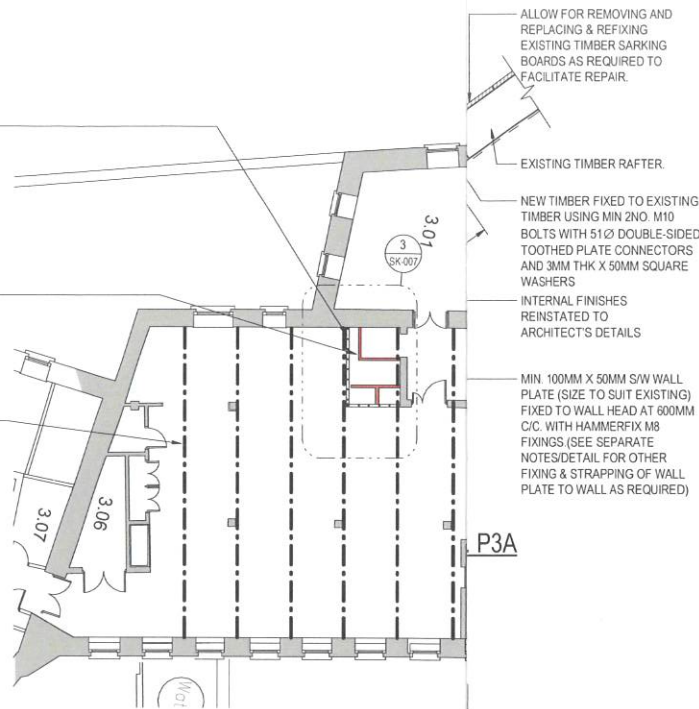 ALLOW FOR REMOVING AND
REPLACING & REFIXING
EXISTING TIMBER SARKING
BOARDS AS REQUIRED TO
FACILITATE REPAIR.
EXISTING TIMBER RAFTER.
NEW TIMBER FIXED TO EXISTING
TIMBER USING MIN 2NO. M10
BOLTS WITH 51Ø DOUBLE-SIDED
TOOTHED PLATE CONNECTORS
AND 3MM THK X 50MM SQUARE
WASHERS
3.01
3
SK-007
INTERNAL FINISHES
REINSTATED TO
ARCHITECT'S DETAILS
MIN. 100MM X 50MM S/W WALL
PLATE (SIZE TO SUIT EXISTING)
FIXED TO WALL HEAD AT 600MM
C/C. WITH HAMMERFIX M8
FIXINGS.(SEE SEPARATE
NOTES/DETAIL FOR OTHER
FIXING & STRAPPING OF WALL
PLATE TO WALL AS REQUIRED)
3.07
3.06
P3A
Wat